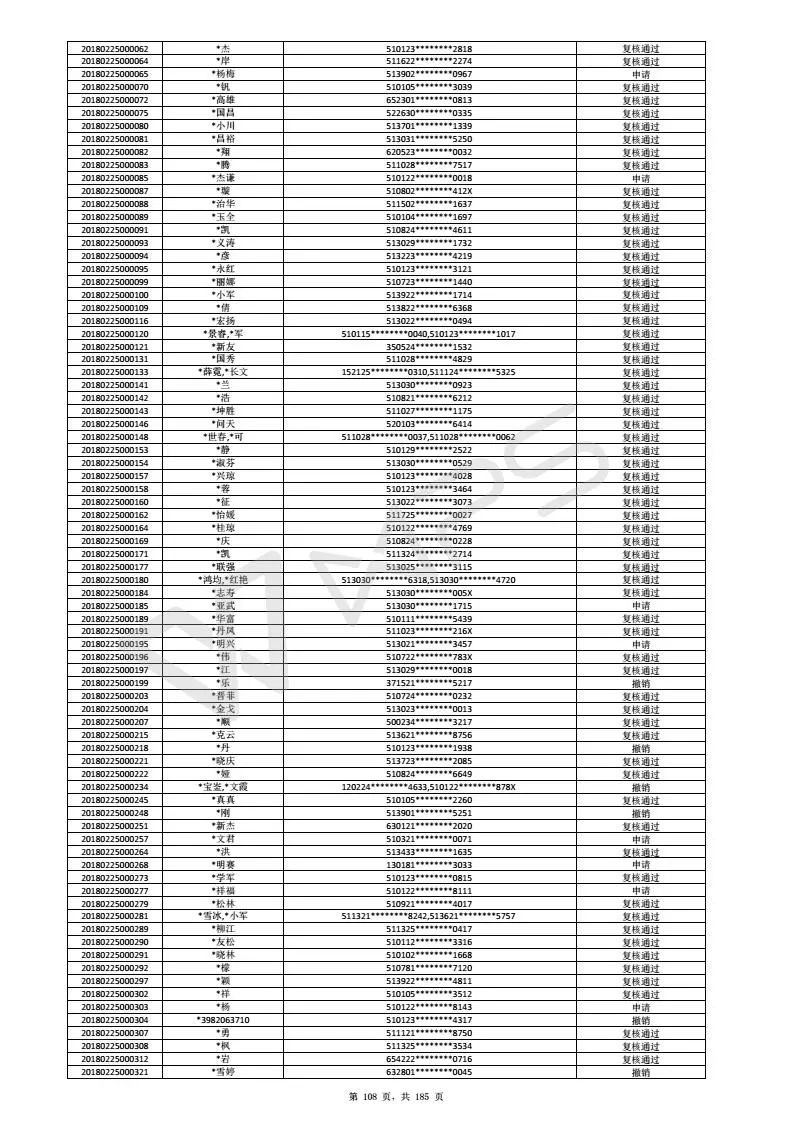 20180225000062 *杰 510123********2818 复核通过
20180225000064 *岸 511622********2274 复核通过
20180225000065 *杨梅 513902********0967 申请
20180225000070 *钒 510105********3039 复核通过
20180225000072 *高雄 652301********0813 复核通过
20180225000075 *国昌 522630********0335 复核通过
20180225000080 *小川 513701********1339 复核通过
20180225000081 *昌裕 513031********5250 复核通过
20180225000082 *翔 620523********0032 复核通过
20180225000083 *腾 511028********7517 复核通过
20180225000085 *杰谦 510122********0018 申请
20180225000087 *璇 510802********412X 复核通过
20180225000088 *治华 511502********1637 复核通过
20180225000089 *玉全 510104********1697 复核通过
20180225000091 *凯 510824********4611 复核通过
20180225000093 *义涛 513029********1732 复核通过
20180225000094 *彦 513223********4219 复核通过
20180225000095 *永红 510123********3121 复核通过
20180225000099 *丽娜 510723********1440 复核通过
20180225000100 *小军 513922********1714 复核通过
20180225000109 *倩 513822********6368 复核通过
20180225000116 *宏扬 513022********0494 复核通过
20180225000120 *景睿,*军 510115********0040,510123********1017 复核通过
20180225000121 *新友 350524********1532 复核通过
20180225000131 *国秀 511028********4829 复核通过
20180225000133 *薛霓,*长文 152125********0310,511124********5325 复核通过
20180225000141 *兰 513030********0923 复核通过
20180225000142 *浩 510821********6212 复核通过
20180225000143 *坤胜 511027********1175 复核通过
20180225000146 *问天 520103********6414 复核通过
20180225000148 *世春,*可 511028********0037,511028********0062 复核通过
20180225000153 *静 510129********2522 复核通过
20180225000154 *淑芬 513030********0529 复核通过
20180225000157 *兴琼 510123********4028 复核通过
20180225000158 *蓉 510123********3464 复核通过
20180225000160 *征 513022********3073 复核通过
20180225000162 *怡媛 511725********0027 复核通过
20180225000164 *桂琼 510122********4769 复核通过
20180225000169 *庆 510824********0228 复核通过
20180225000171 *凯 511324********2714 复核通过
20180225000177 *联强 513025********3115 复核通过
20180225000180 *鸿均,*红艳 513030********6318,513030********4720 复核通过
20180225000184 *志寿 513030********005X 复核通过
20180225000185 *亚武 513030********1715 申请
20180225000189 *华富 510111********5439 复核通过
20180225000191 *丹凤 511023********216X 复核通过
20180225000195 *明兴 513021********3457 申请
20180225000196 *伟 510722********783X 复核通过
20180225000197 *江 513029********0018 复核通过
20180225000199 *乐 371521********5217 撤销
20180225000203 *晋菲 510724********0232 复核通过
20180225000204 *金戈 513023********0013 复核通过
20180225000207 *顺 500234********3217 复核通过
20180225000215 *克云 513621********8756 复核通过
20180225000218 *丹 510123********1938 撤销
20180225000221 *晓庆 513723********2085 复核通过
20180225000222 *娅 510824********6649 复核通过
20180225000234 *宝崟,*文霞 120224********4633,510122********878X 撤销
20180225000245 *真真 510105********2260 复核通过
20180225000248 *刚 513901********5251 撤销
20180225000251 *新杰 630121********2020 复核通过
20180225000257 *文君 510321********0071 申请
20180225000264 *洪 513433********1635 复核通过
20180225000268 *明赛 130181********3033 申请
20180225000273 *学军 510123********0815 复核通过
20180225000277 *祥福 510122********8111 申请
20180225000279 *松林 510921********4017 复核通过
20180225000281 *雪冰,*小军 511321********8242,513621********5757 复核通过
20180225000289 *柳江 511325********0417 复核通过
20180225000290 *友松 510112********3316 复核通过
20180225000291 *晓林 510102********1668 复核通过
20180225000292 *檬 510781********7120 复核通过
20180225000297 *颖 513922********4811 复核通过
20180225000302 *祥 510105********3512 复核通过
20180225000303 *杨 510122********8143 申请
20180225000304 *3982063710 510123********4317 撤销
20180225000307 *勇 511121********8750 复核通过
20180225000308 *枫 511325********3534 复核通过
20180225000312 *岩 654222********0716 复核通过
20180225000321 *雪婷 632801********0045 撤销
第 108 页，共 185 页